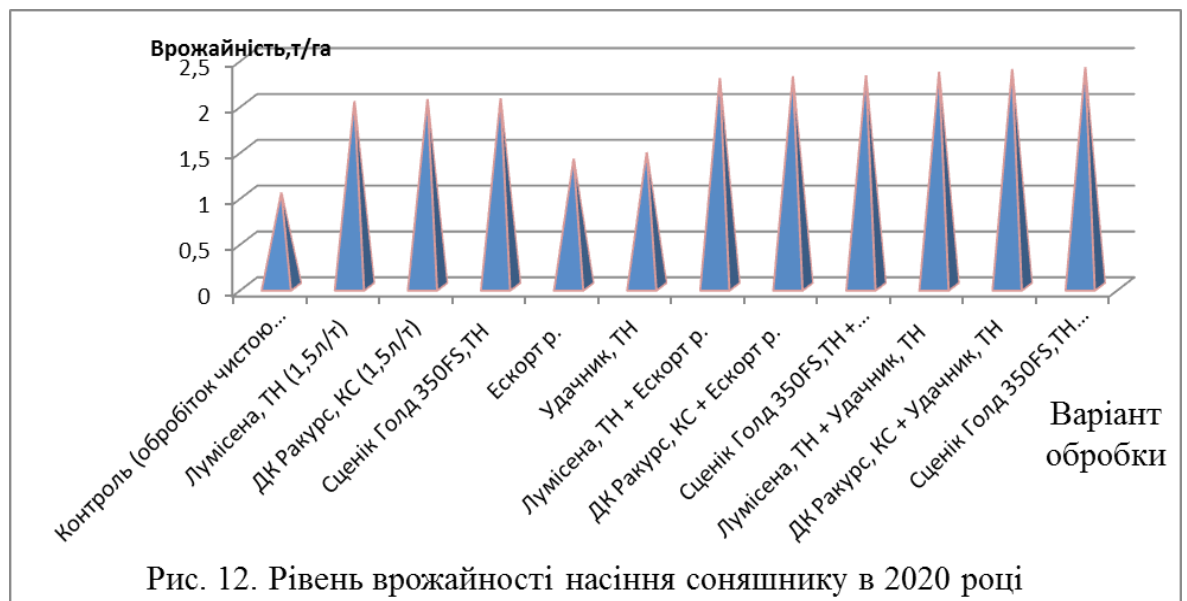 Врожайність,т/га
2,5
2
1,5
1
0,5
0
Контроль (обробіток чистою...
Лумісена, ТН (1,5л/т)
ДК Ракурс, КС (1,5л/т)
Сценік Голд 350FS,ТН
Ескорт р.
Удачник, ТН
Лумісена, ТН + Ескорт р.
ДК Ракурс, КС + Ескорт р.
Сценік Голд 350FS,ТН +...
Лумісена, ТН + Удачник, ТН
ДК Ракурс, КС + Удачник, ТН
Сценік Голд 350FS,ТН...
Варіант
обробки
Рис. 12. Рівень врожайності насіння соняшнику в 2020 році